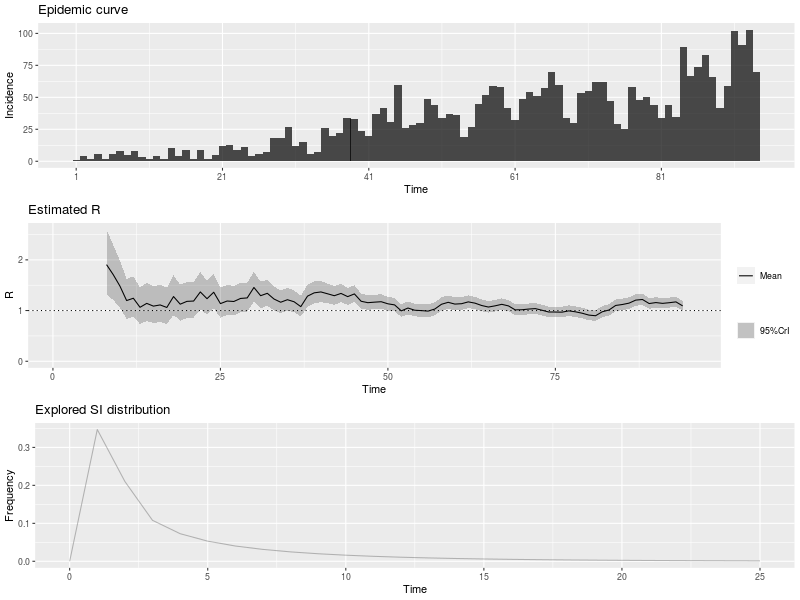 Epidemic curve
100
75
50
25
0
Incidence
1 21 41 61 81
Time
Estimated R
2
1
0
R
0 25 50 75
Time
Mean
95%CrI
Explored SI distribution
0.3
0.2
0.1
0.0
Frequency
0 5 10 15 20 25
Time